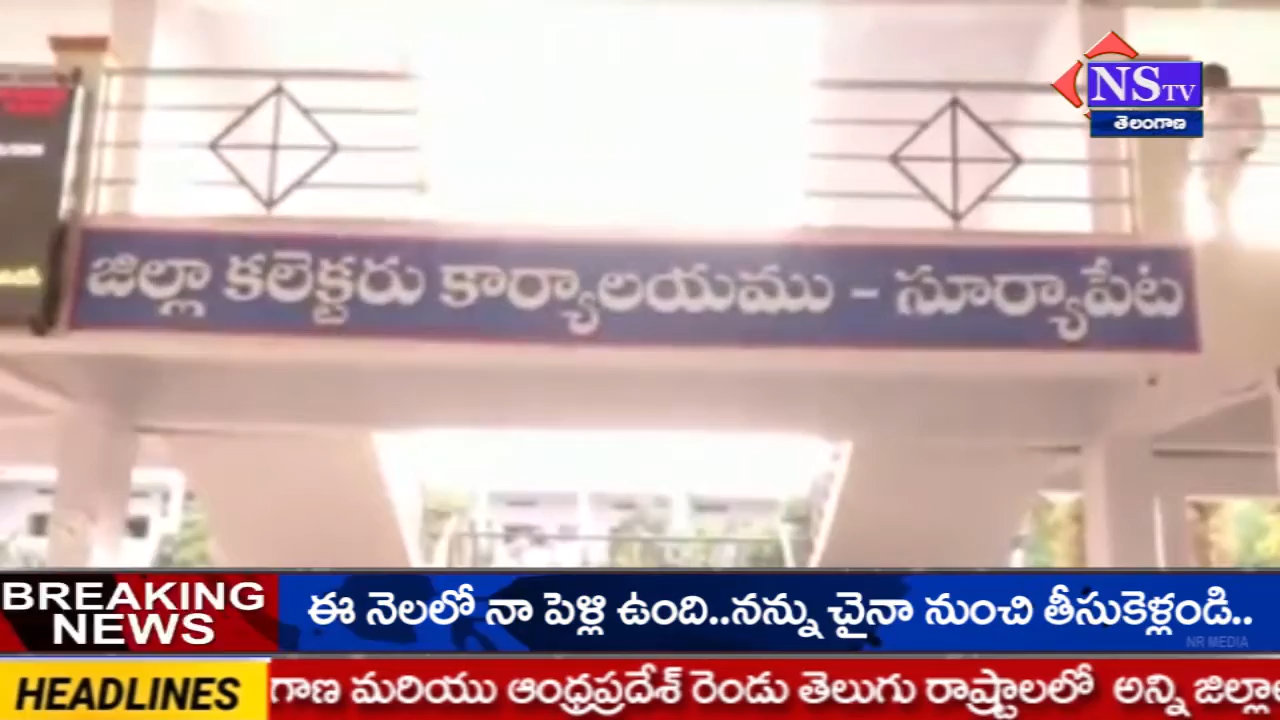 NS TV
తెలంగాణ
జిల్లా కలెక్టరు కార్యాలయము - సూర్యాపేట
BREAKING NEWS
ఈ నెలలో నా పెళ్లి ఉంది..నన్ను చైనా నుంచి తీసుకెళ్లండి..
NR MEDIA
HEADLINES
గాణ మరియు ఆంధ్రప్రదేశ్ రెండు తెలుగు రాష్ట్రాలలో అన్ని